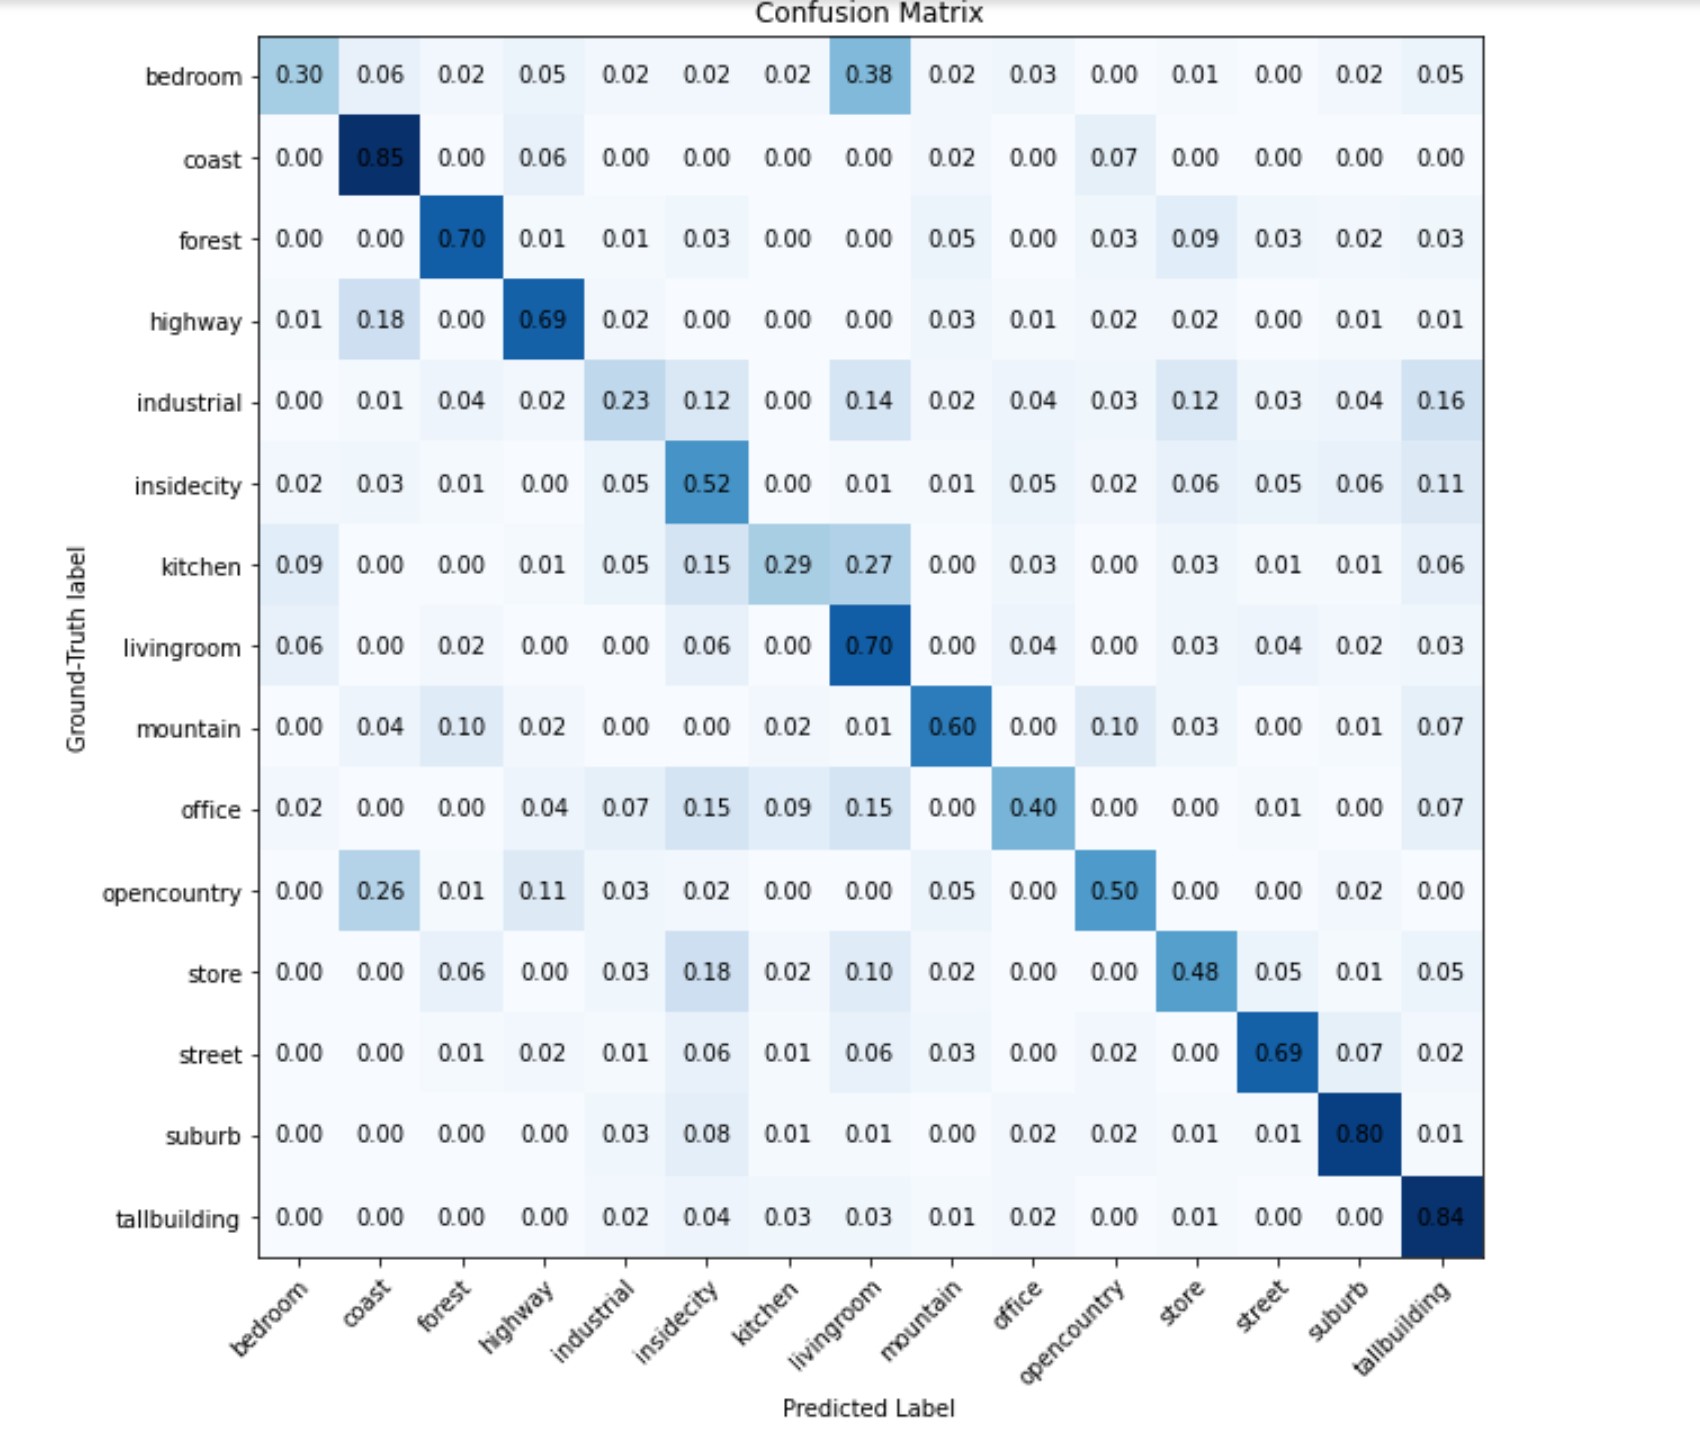 Confusion Matrix
bedroom 0.30 0.06 0.02 0.05 0.02 0.02 0.02 0.38 0.02 0.03 0.00 0.01 0.00 0.02 0.05
coast 0.00 0.85 0.00 0.06 0.00 0.00 0.00 0.00 0.02 0.00 0.07 0.00 0.00 0.00 0.00
forest 0.00 0.00 0.70 0.01 0.01 0.03 0.00 0.00 0.05 0.00 0.03 0.09 0.03 0.02 0.03
highway 0.01 0.18 0.00 0.69 0.02 0.00 0.00 0.00 0.03 0.01 0.02 0.02 0.00 0.01 0.01
industrial 0.00 0.01 0.04 0.02 0.23 0.12 0.00 0.14 0.02 0.04 0.03 0.12 0.03 0.04 0.16
insidecity 0.02 0.03 0.01 0.00 0.05 0.52 0.00 0.01 0.01 0.05 0.02 0.06 0.05 0.06 0.11
kitchen 0.09 0.00 0.00 0.01 0.05 0.15 0.29 0.27 0.00 0.03 0.00 0.03 0.01 0.01 0.06
livingroom 0.06 0.00 0.02 0.00 0.00 0.06 0.00 0.70 0.00 0.04 0.00 0.03 0.04 0.02 0.03
mountain 0.00 0.04 0.10 0.02 0.00 0.00 0.02 0.01 0.60 0.00 0.10 0.03 0.00 0.01 0.07
office 0.02 0.00 0.00 0.04 0.07 0.15 0.09 0.15 0.00 0.40 0.00 0.00 0.01 0.00 0.07
opencountry 0.00 0.26 0.01 0.11 0.03 0.02 0.00 0.00 0.05 0.00 0.50 0.00 0.00 0.02 0.00
store 0.00 0.00 0.06 0.00 0.03 0.18 0.02 0.10 0.02 0.00 0.00 0.48 0.05 0.01 0.05
street 0.00 0.00 0.01 0.02 0.01 0.06 0.01 0.06 0.03 0.00 0.02 0.00 0.69 0.07 0.02
suburb 0.00 0.00 0.00 0.00 0.03 0.08 0.01 0.01 0.00 0.02 0.02 0.01 0.01 0.80 0.01
tallbuilding 0.00 0.00 0.00 0.00 0.02 0.04 0.03 0.03 0.01 0.02 0.00 0.01 0.00 0.00 0.84
Ground-Truth label
bedroom coast forest highway industrial insidecity kitchen livingroom mountain office opencountry store street suburb tallbuilding
Predicted Label